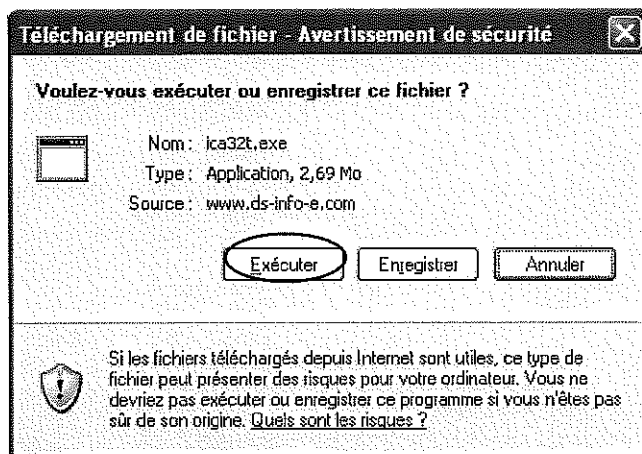 Téléchargement de fichier - Avertissement de sécurité
Voulez-vous exécuter ou enregistrer ce fichier ?
Nom : ica32t.exe
Type : Application, 2,69 Mo
Source : www.ds-info-e.com
Exécuter Enregistrer Annuler
Si les fichiers téléchargés depuis Internet sont utiles, ce type de
fichier peut présenter des risques pour votre ordinateur. Vous ne
devriez pas exécuter ou enregistrer ce programme si vous n'êtes pas
sûr de son origine. Quels sont les risques ?